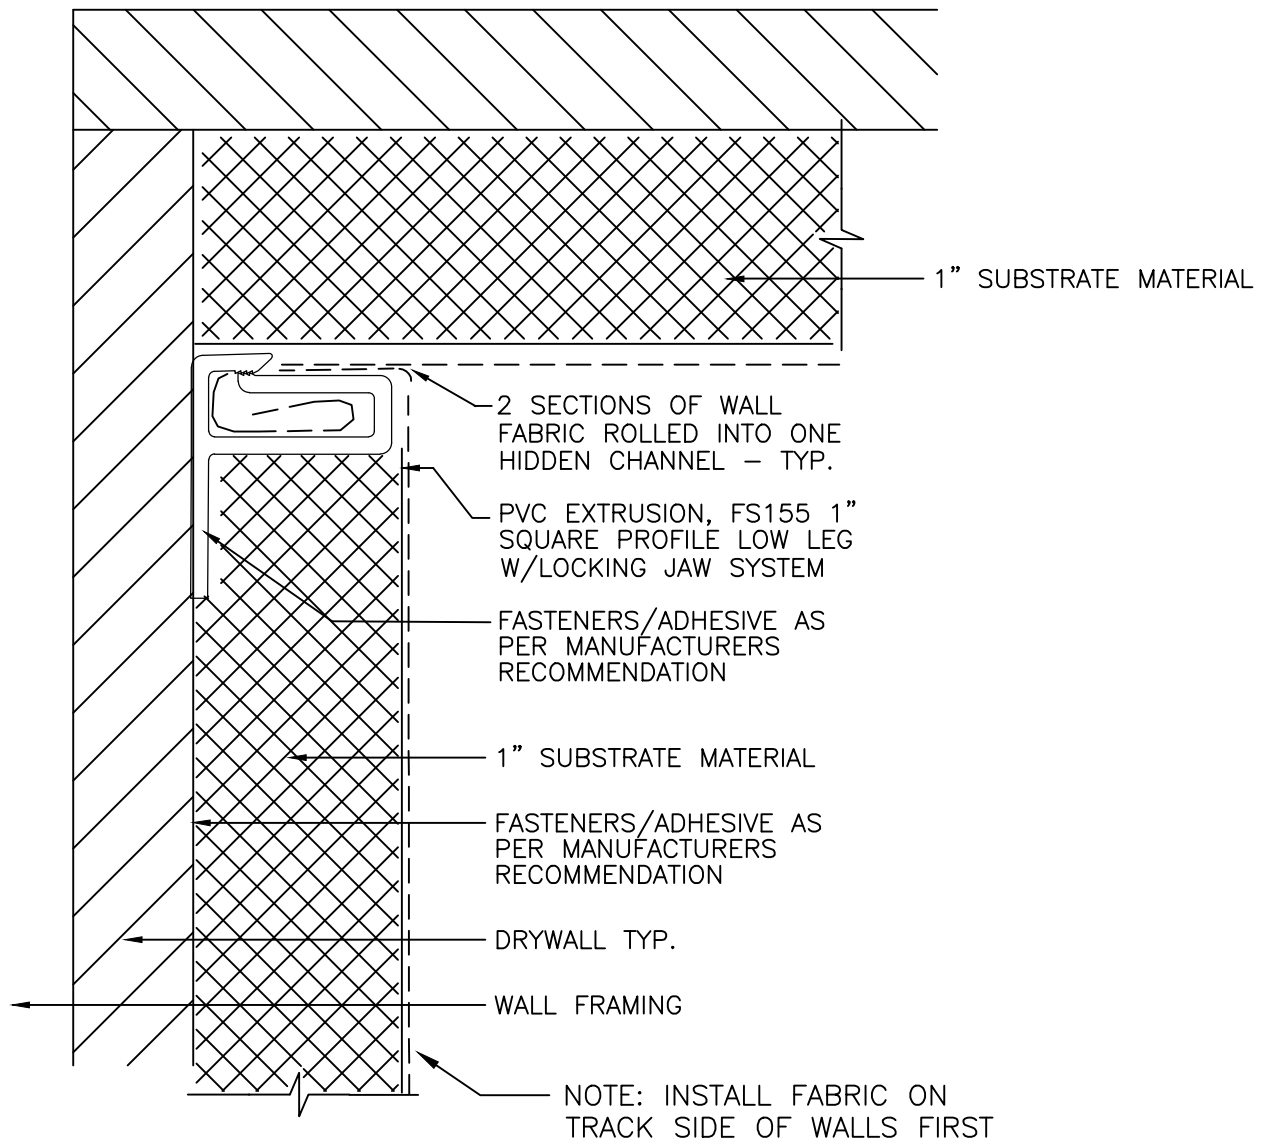 1” SUBSTRATE MATERIAL
2 SECTIONS OF WALL
FABRIC ROLLED INTO ONE
HIDDEN CHANNEL – TYP.
PVC EXTRUSION, FS155 1”
SQUARE PROFILE LOW LEG
W/LOCKING JAW SYSTEM
FASTENERS/ADHESIVE AS
PER MANUFACTURERS
RECOMMENDATION
1” SUBSTRATE MATERIAL
FASTENERS/ADHESIVE AS
PER MANUFACTURERS
RECOMMENDATION
DRYWALL TYP.
WALL FRAMING
NOTE: INSTALL FABRIC ON
TRACK SIDE OF WALLS FIRST